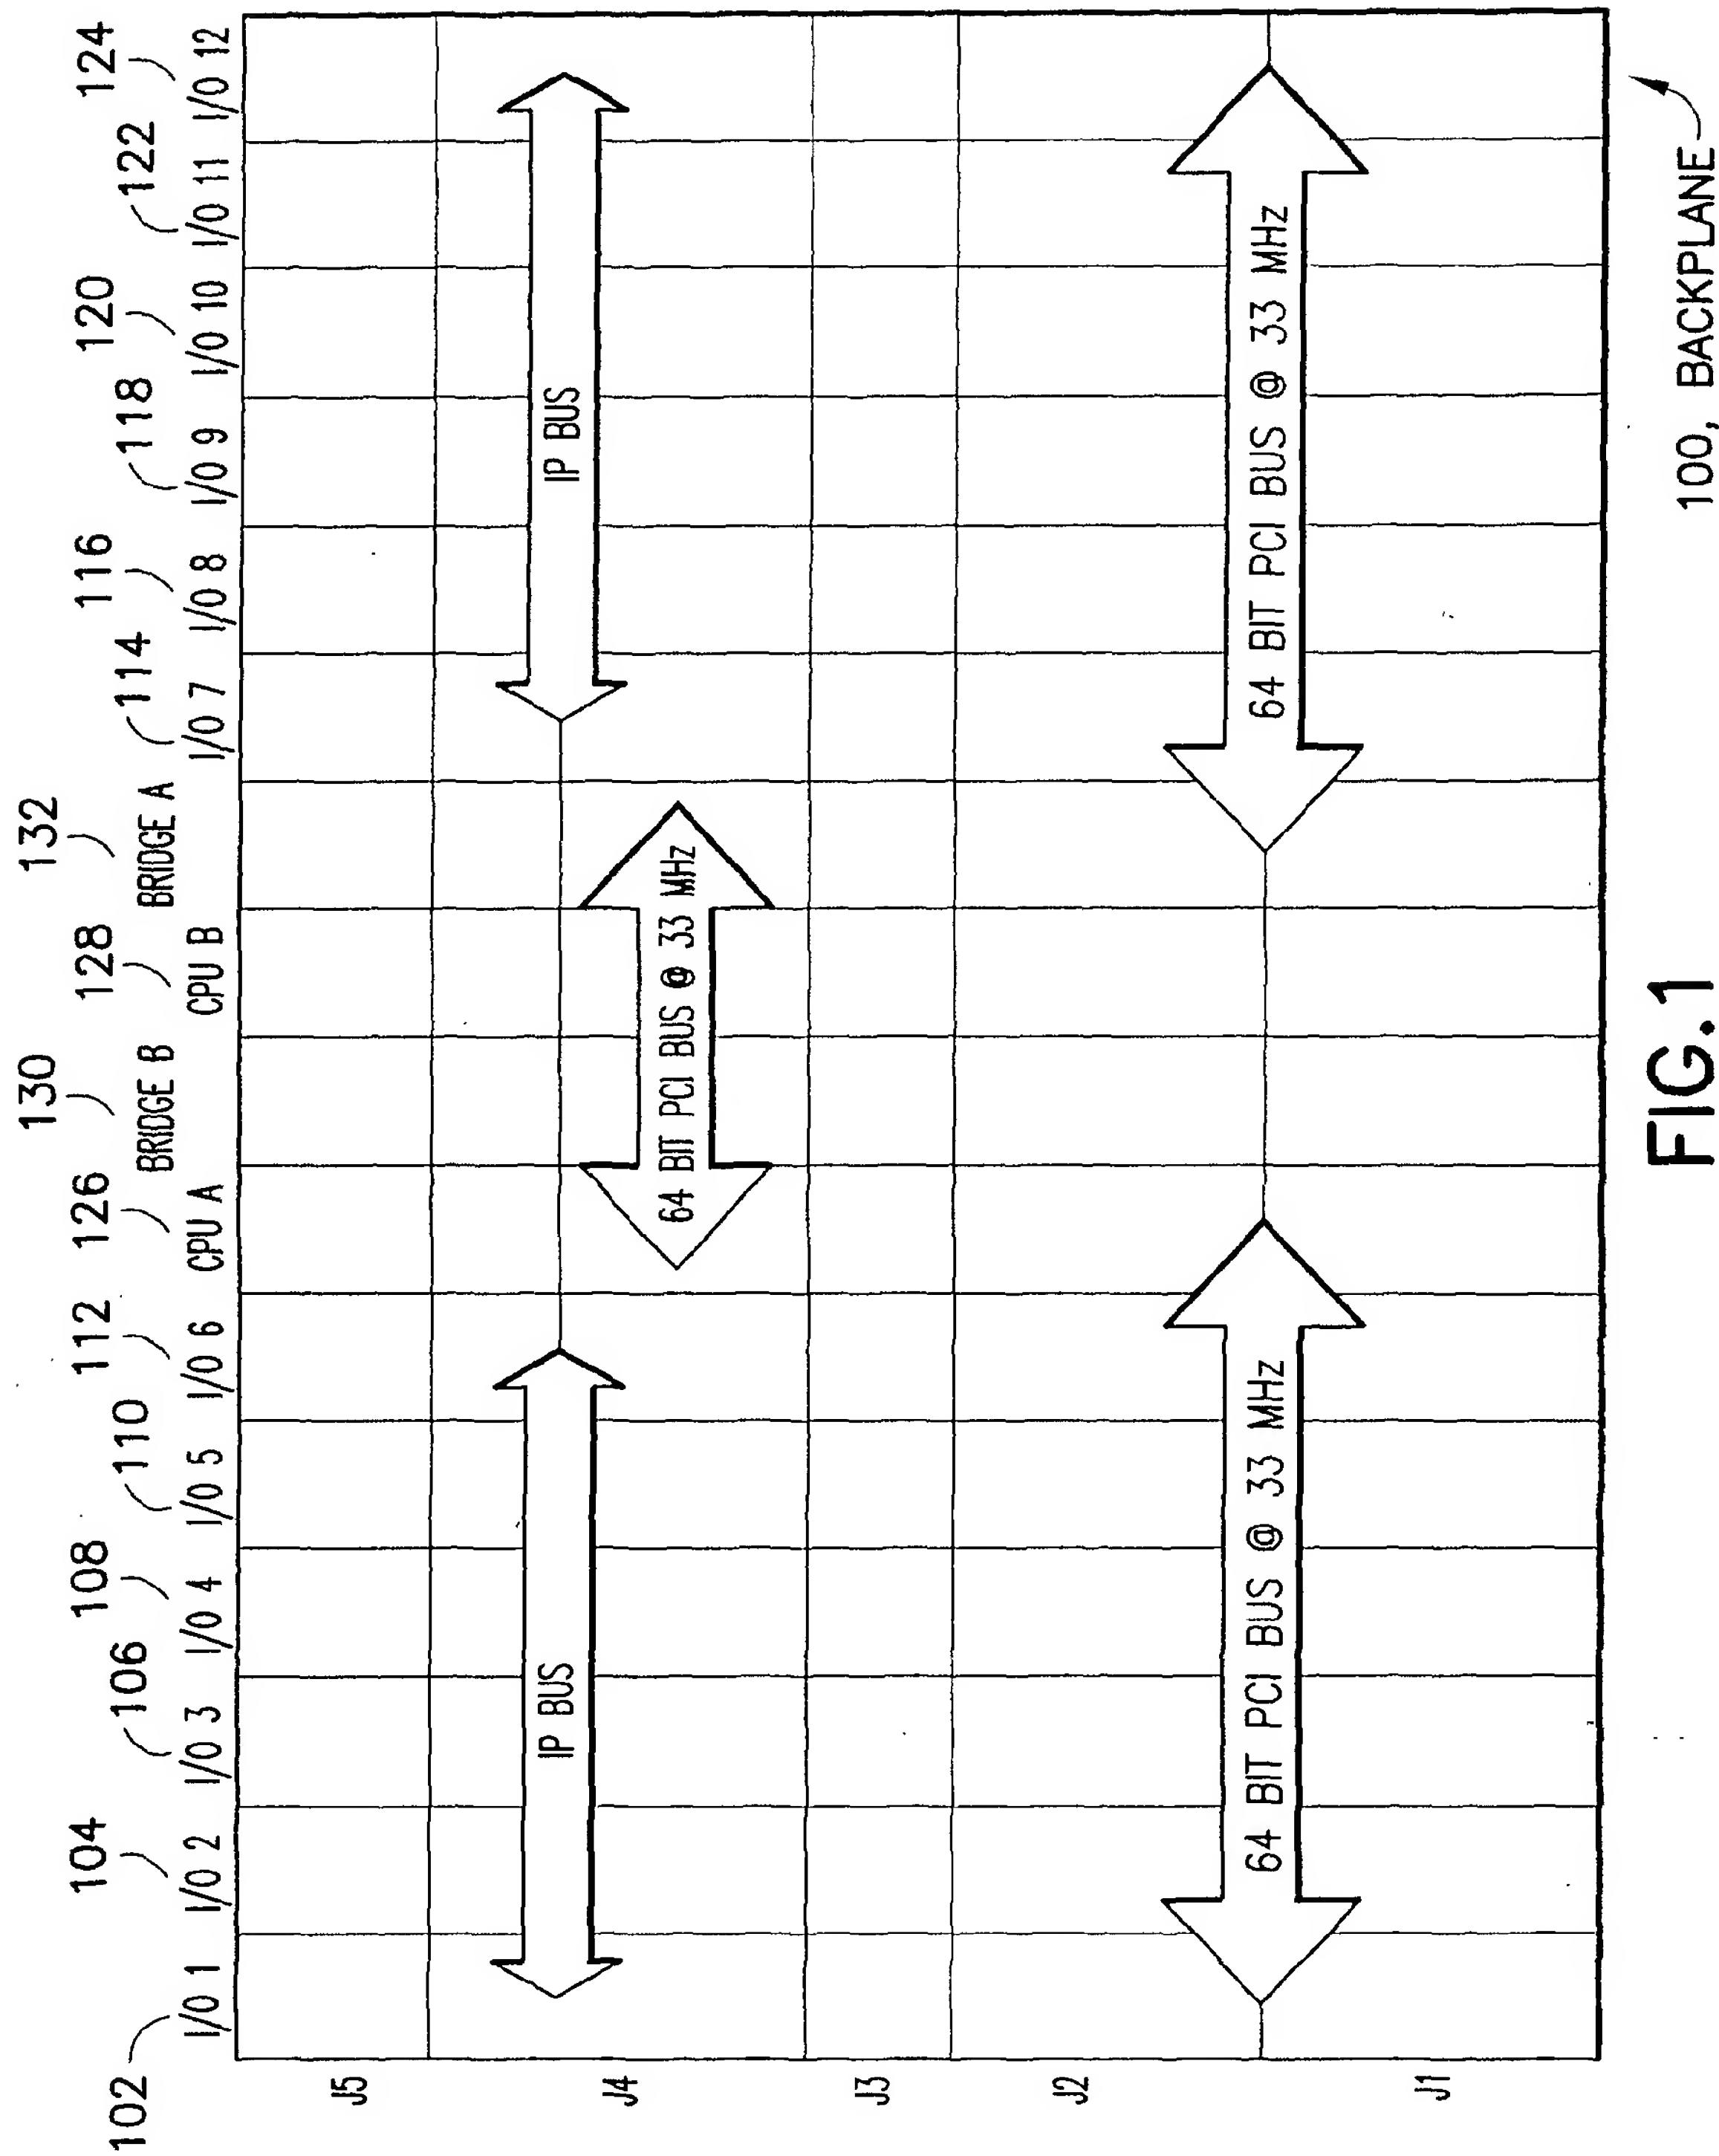 102
104
106
108
110
112
126
130
128
132
114
116
118
120
122
124
I/O 1
I/O 2
I/O 3
I/O 4
I/O 5
I/O 6
CPU A
BRIDGE B
CPU B
BRIDGE A
I/O 7
I/O 8
I/O 9
I/O 10
I/O 11
I/O 12
J5
J4
IP BUS
IP BUS
64 BIT PCI BUS @ 33 MHz
J3
J2
64 BIT PCI BUS @ 33 MHz
64 BIT PCI BUS @ 33 MHz
J1
100, BACKPLANE
FIG.1